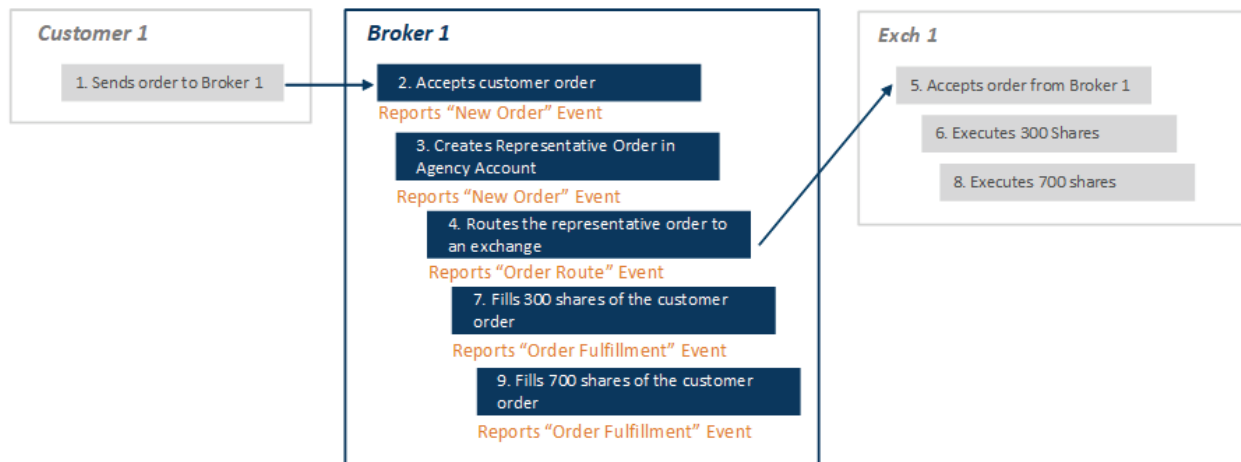 Customer 1
1. Sends order to Broker 1
Broker 1
2. Accepts customer order
Reports “New Order” Event
3. Creates Representative Order in
Agency Account
Reports “New Order” Event
4. Routes the representative order to
an exchange
Reports “Order Route” Event
7. Fills 300 shares of the customer
order
Reports “Order Fulfillment” Event
9. Fills 700 shares of the customer
order
Reports “Order Fulfillment” Event
Exch 1
5. Accepts order from Broker 1
6. Executes 300 Shares
8. Executes 700 shares